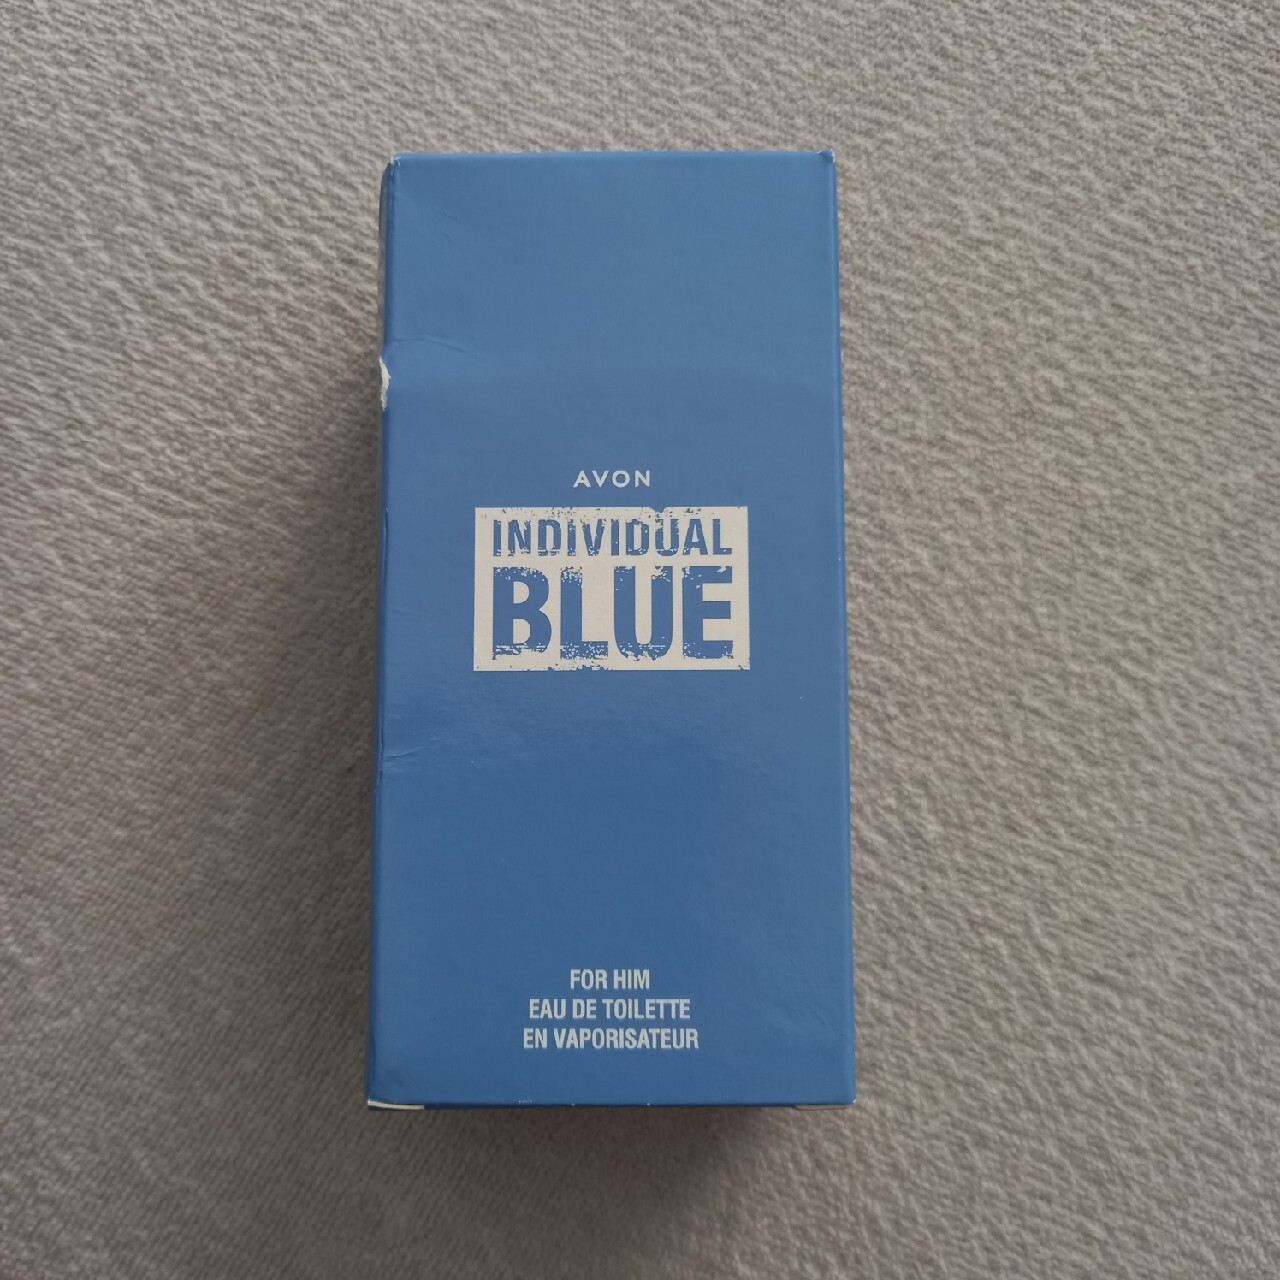 AVON
INDIVIDUAL
BLUE
FOR HIM
EAU DE TOILETTE
EN VAPORISATEUR